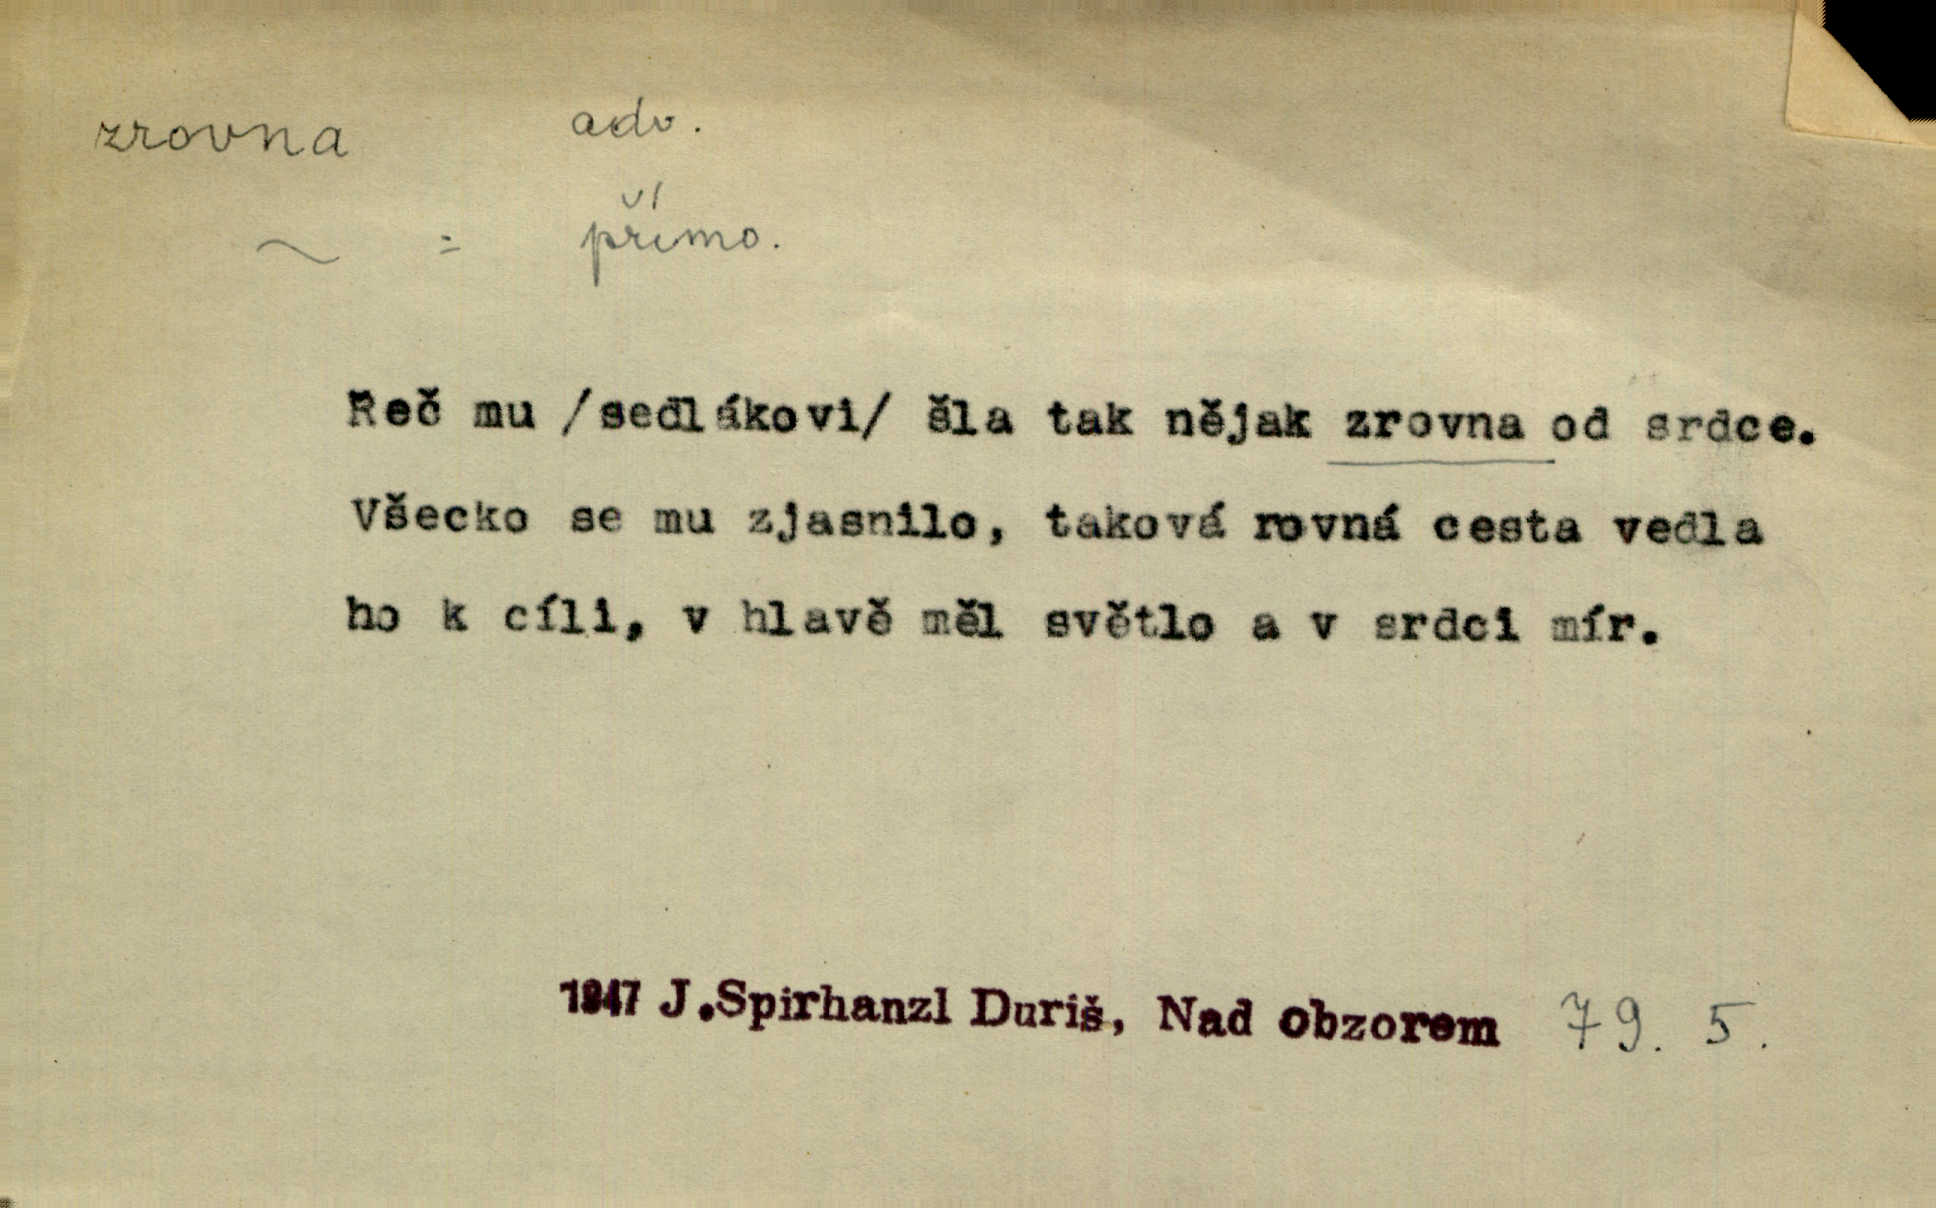 zrovna adv.
~ = přímo.
Řeč mu /sedlákovi/ šla tak nějak zrovna od srdce.
Všecko se mu zjasnilo, taková rovná cesta vedla
ho k cíli, v hlavě měl světlo a v srdci mír.
1947 J.Spirhanzl Duriš, Nad obzorem 79. 5.